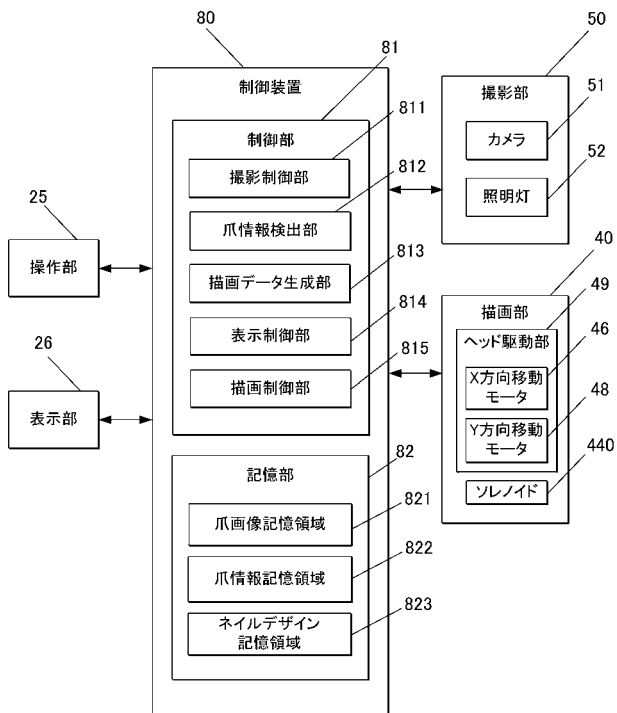 80
制御装置
81
制御部
811
撮影制御部
812
爪情報検出部
813
描画データ生成部
814
表示制御部
815
描画制御部
82
記憶部
821
爪画像記憶領域
822
爪情報記憶領域
823
ネイルデザイン
記憶領域
25
操作部
26
表示部
50
撮影部
51
カメラ
52
照明灯
40
描画部
49
ヘッド駆動部
46
X方向移動
モータ
48
Y方向移動
モータ
440
ソレノイド